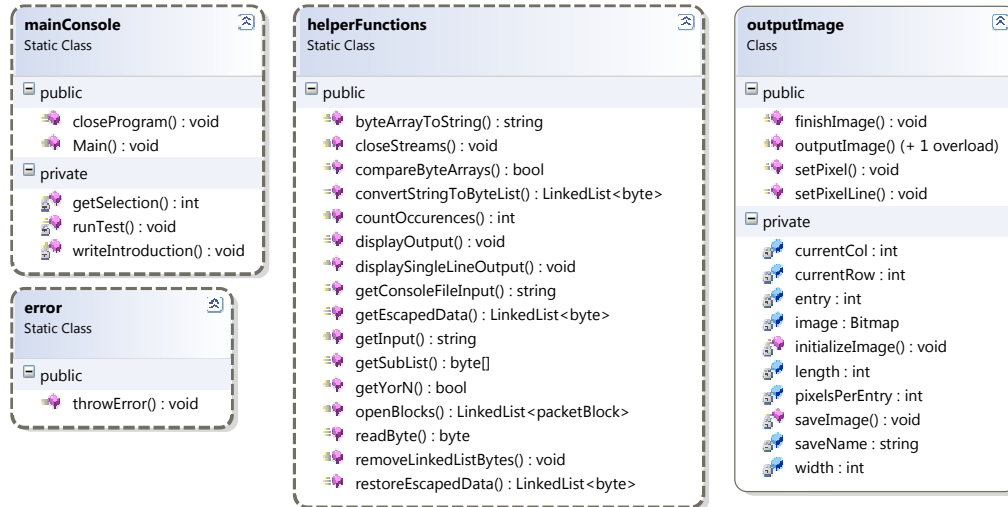 mainConsole
Static Class
public
closeProgram() : void
Main() : void
private
getSelection() : int
runTest() : void
writeIntroduction() : void
error
Static Class
public
throwError() : void
helperFunctions
Static Class
public
byteArrayToString() : string
closeStreams() : void
compareByteArrays() : bool
convertStringToByteList() : LinkedList<byte>
countOccurences() : int
displayOutput() : void
displaySingleLineOutput() : void
getConsoleFileInput() : string
getEscapedData() : LinkedList<byte>
getInput() : string
getSubList() : byte[]
getYorN() : bool
openBlocks() : LinkedList<packetBlock>
readByte() : byte
removeLinkedListBytes() : void
restoreEscapedData() : LinkedList<byte>
outputImage
Class
public
finishImage() : void
outputImage() (+ 1 overload)
setPixel() : void
setPixelLine() : void
private
currentCol : int
currentRow : int
entry : int
image : Bitmap
initializeImage() : void
length : int
pixelsPerEntry : int
saveImage() : void
saveName : string
width : int